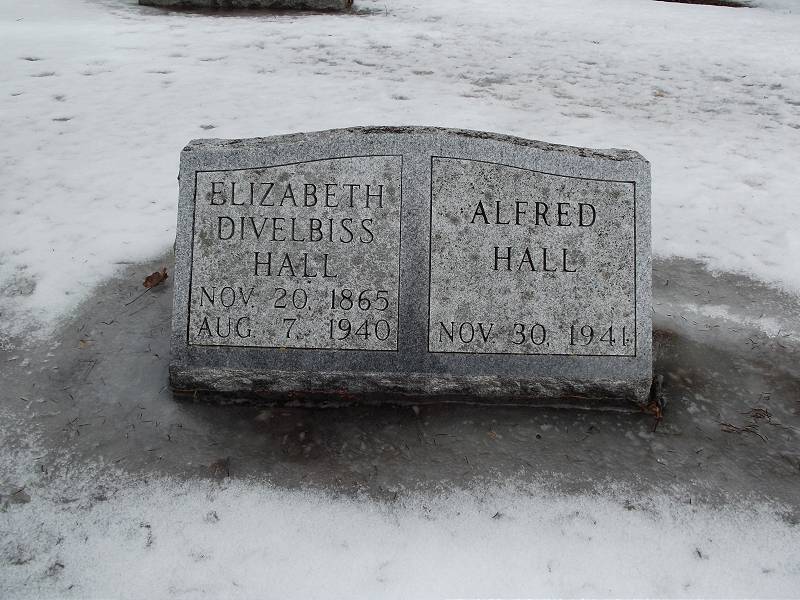 ELIZABETH
DIVELBISS
HALL
NOV. 20, 1865
AUG. 7, 1940
ALFRED
HALL
NOV. 30, 1941